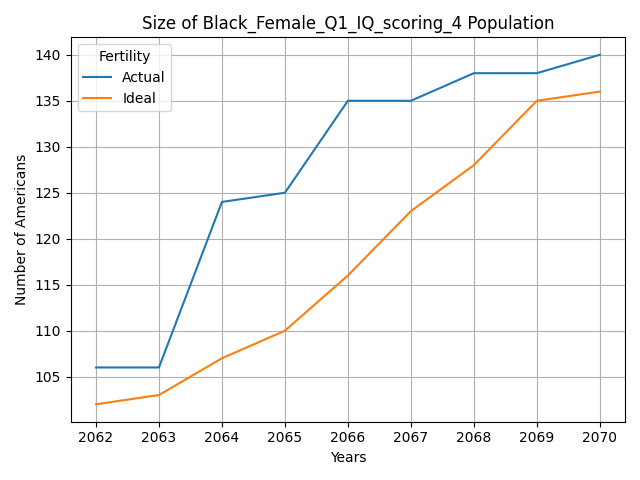 Size of Black_Female_Q1_IQ_scoring_4 Population
Fertility
Actual
Ideal
Number of Americans
140
135
130
125
120
115
110
105
2062 2063 2064 2065 2066 2067 2068 2069 2070
Years